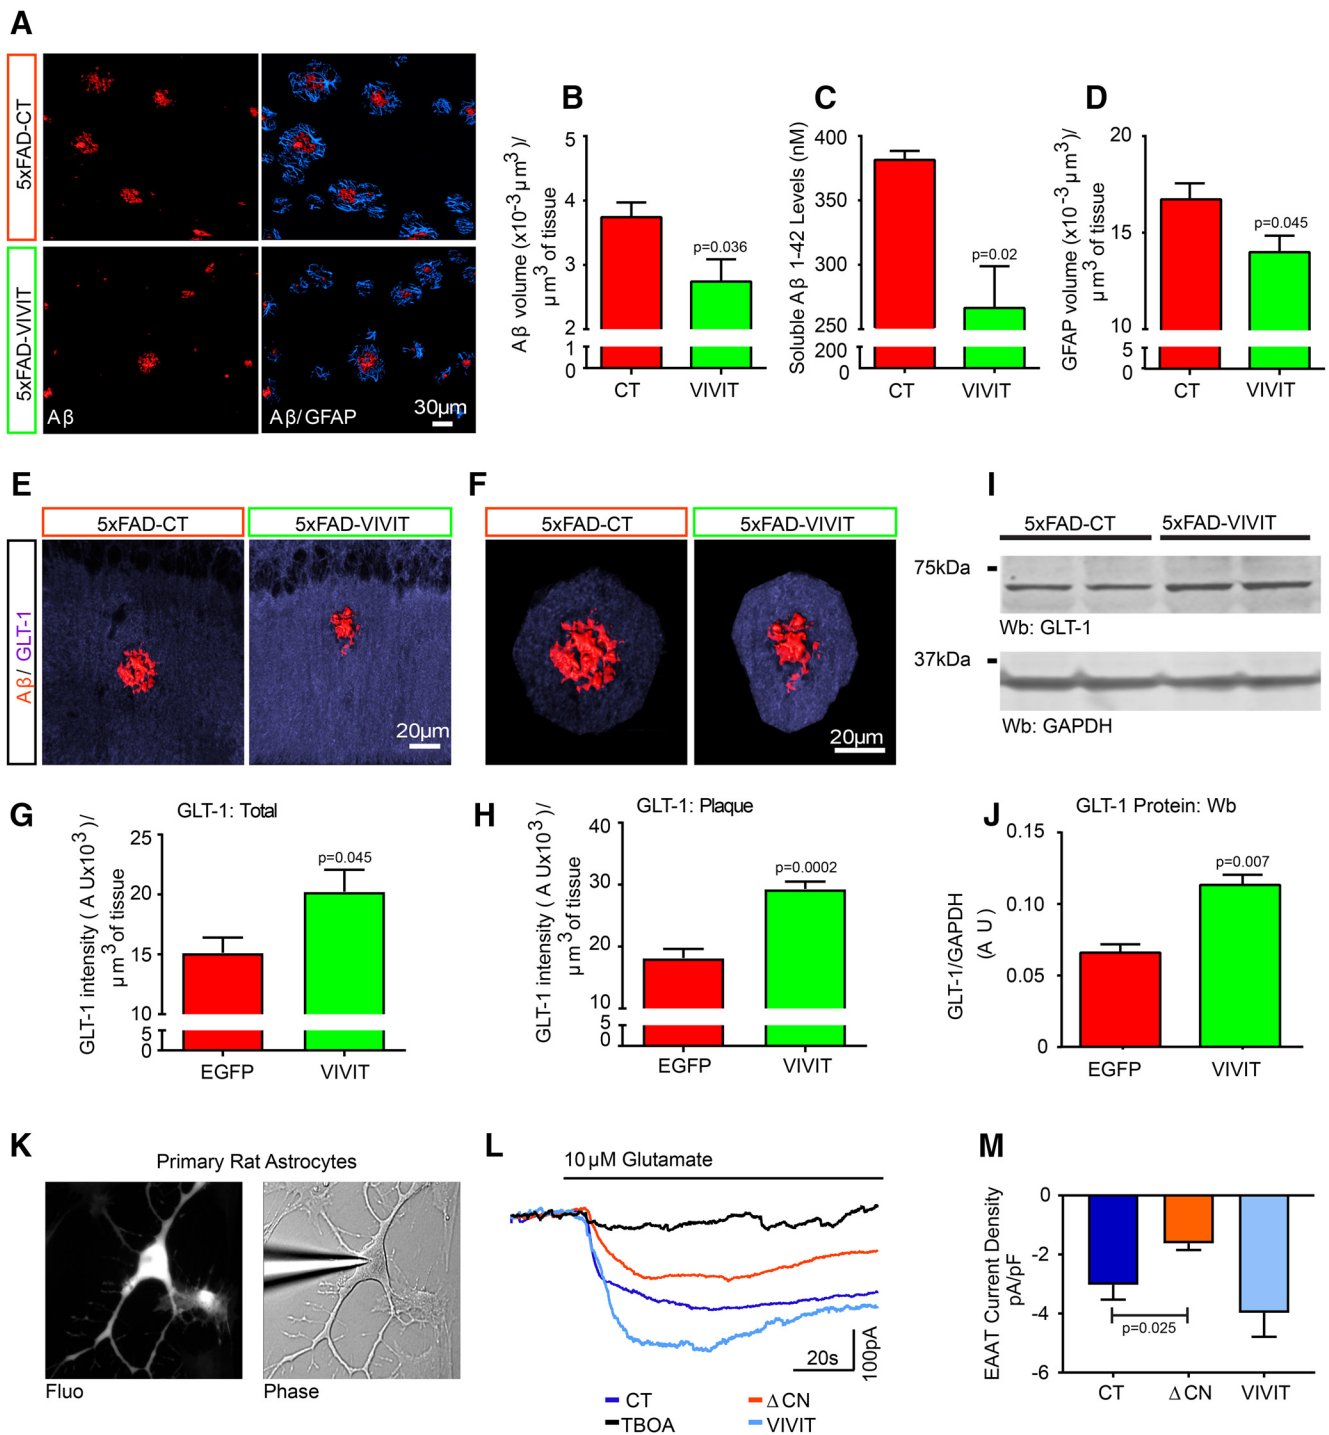 A
5xFAD-CT
5xFAD-VIVIT
Aβ
Aβ/GFAP
30µm
B
Aβ volume (x10⁻³ µm³)/
µm³ of tissue
5
4
3
2
1
0
p=0.036
CT
VIVIT
C
Soluble Aβ 1-42 Levels (nM)
400
350
300
250
200
0
p=0.02
CT
VIVIT
D
GFAP volume (x10⁻³ µm³)/
µm³ of tissue
20
15
10
5
0
p=0.045
CT
VIVIT
E
5xFAD-CT
5xFAD-VIVIT
Aβ/ GLT-1
20µm
F
5xFAD-CT
5xFAD-VIVIT
20µm
I
5xFAD-CT
5xFAD-VIVIT
75kDa
Wb: GLT-1
37kDa
Wb: GAPDH
G
GLT-1: Total
GLT-1 intensity ( A Ux10³)/
µm³ of tissue
25
20
15
10
5
0
p=0.045
EGFP
VIVIT
H
GLT-1: Plaque
GLT-1 intensity ( A Ux10³)/
µm³ of tissue
40
30
20
10
5
0
p=0.0002
EGFP
VIVIT
J
GLT-1 Protein: Wb
GLT-1/GAPDH
(A U)
0.15
0.10
0.05
0
p=0.007
EGFP
VIVIT
K
Primary Rat Astrocytes
Fluo
Phase
L
10 µM Glutamate
20s
100pA
CT
ΔCN
TBOA
VIVIT
M
EAAT Current Density
pA/pF
0
-2
-4
-6
p=0.025
CT
ΔCN
VIVIT